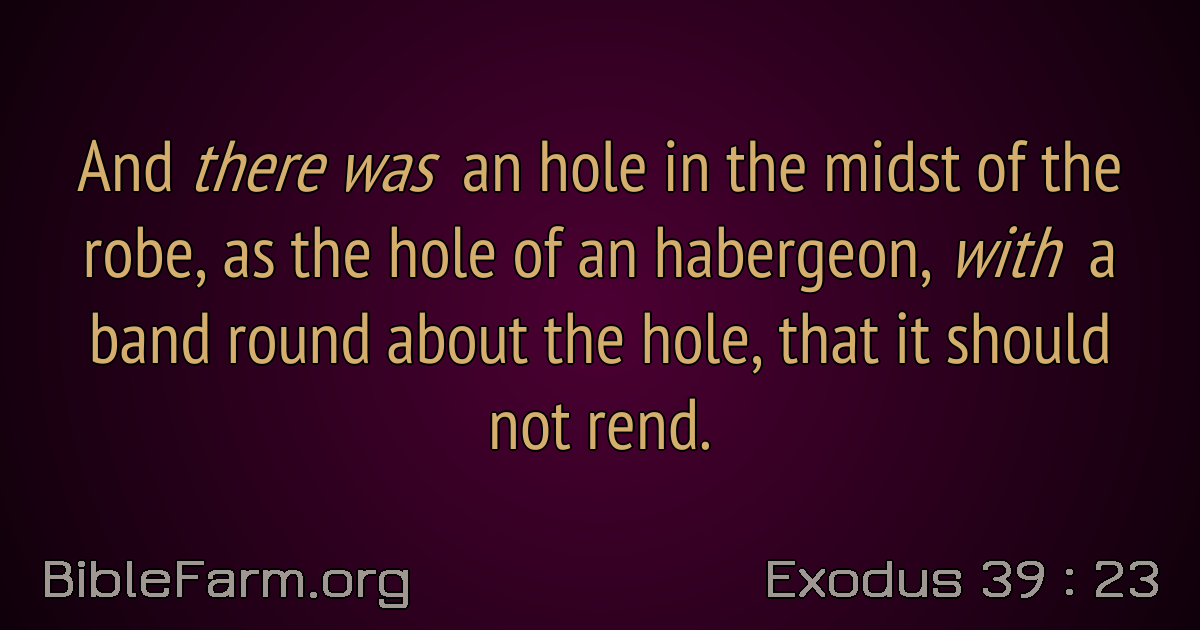 And there was an hole in the midst of the
robe, as the hole of an habergeon, with a
band round about the hole, that it should
not rend.
BibleFarm.org
Exodus 39 : 23